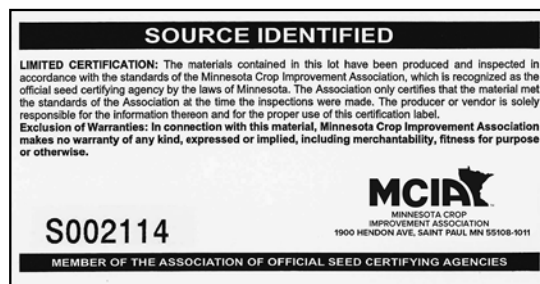 SOURCE IDENTIFIED
LIMITED CERTIFICATION: The materials contained in this lot have been produced and inspected in
accordance with the standards of the Minnesota Crop Improvement Association, which is recognized as the
official seed certifying agency by the laws of Minnesota. The Association only certifies that the material met
the standards of the Association at the time the inspections were made. The producer or vendor is solely
responsible for the information thereon and for the proper use of this certification label.
Exclusion of Warranties: In connection with this material, Minnesota Crop Improvement Association
makes no warranty of any kind, expressed or implied, including merchantability, fitness for purpose
or otherwise.
MCIA
MINNESOTA CROP
IMPROVEMENT ASSOCIATION
1900 HENDON AVE, SAINT PAUL MN 55108-1011
S002114
MEMBER OF THE ASSOCIATION OF OFFICIAL SEED CERTIFYING AGENCIES